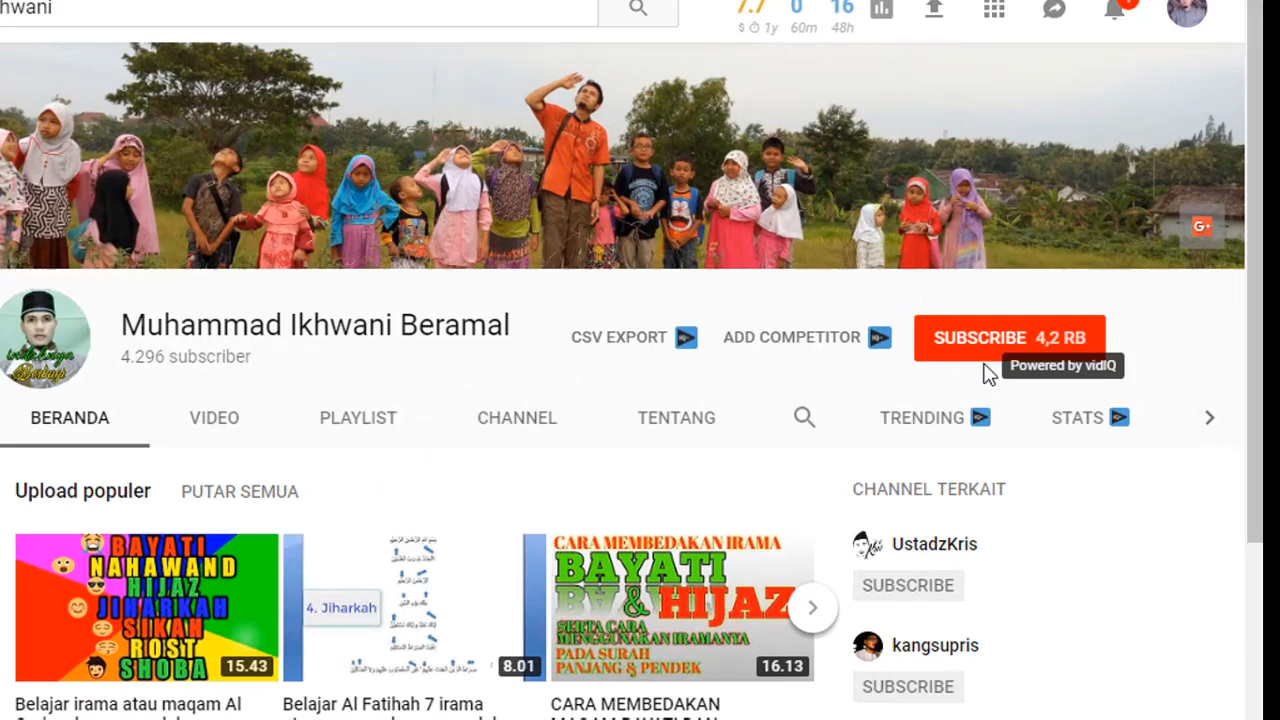 hwani
7.7 0 16
$ 1y 60m 48h
G+
Muhammad Ikhwani Beramal
4.296 subscriber
CSV EXPORT
ADD COMPETITOR
SUBSCRIBE 4,2 RB
Powered by vidIQ
indahnya
Berbagi
BERANDA
VIDEO
PLAYLIST
CHANNEL
TENTANG
TRENDING
STATS
Upload populer
PUTAR SEMUA
BAYATI
NAHAWAND
HIJAZ
JIHARKAH
SIKAH
ROST
SHOBA
15.43
Belajar irama atau maqam Al
4. Jiharkah
8.01
Belajar Al Fatihah 7 irama
CARA MEMBEDAKAN IRAMA
BAYATI
& HIJAZ
SERTA CARA
MENGGUNAKAN IRAMANYA
PADA SURAH
PANJANG & PENDEK
16.13
CARA MEMBEDAKAN
CHANNEL TERKAIT
UstadzKris
SUBSCRIBE
kangsupris
SUBSCRIBE